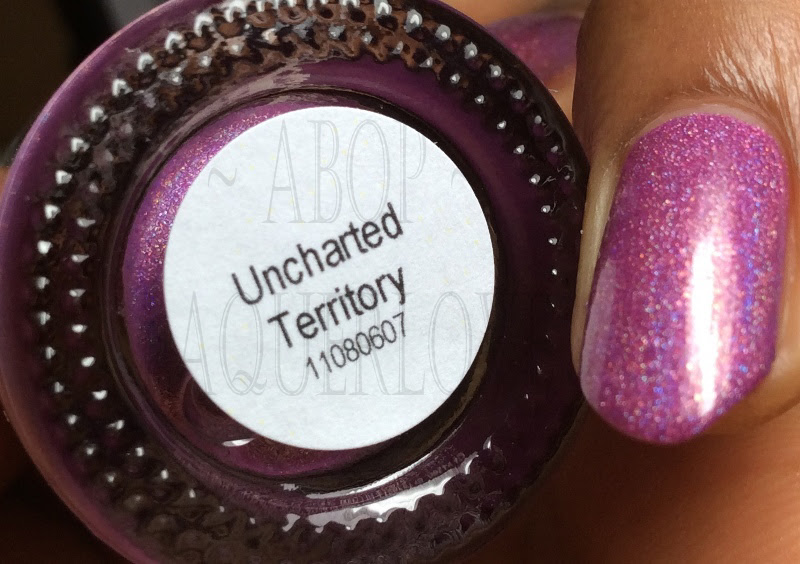 ~ ABOP ~
Uncharted
Territory
11080607